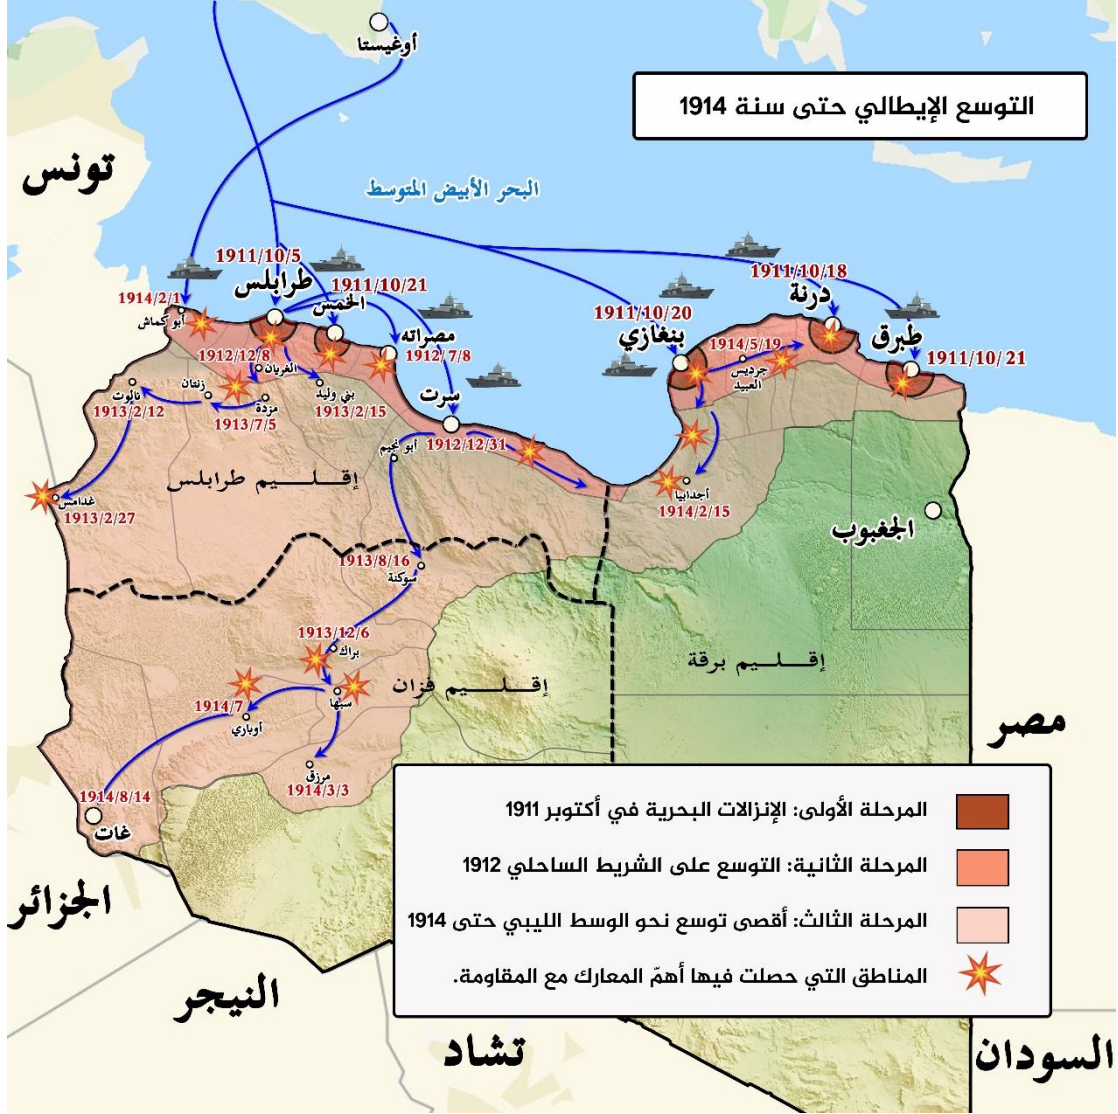 أوغيستا
التوسع الإيطالي حتى سنة 1914
تونس
البحر الأبيض المتوسط
1911/10/5
طرابلس
1911/10/21
الخمس
1911/10/18
درنة
1914/2/1
أبو كماش
مصراته
1912/7/8
1911/10/20
بنغازي
طبرق
1911/10/21
1912/12/8
الغريان
1914/5/19
جرديس
العبيد
زنتان
نالوت
1913/2/12
مزدة
1913/7/5
بني وليد
1913/2/15
سرت
1912/12/31
أبو نجيم
إقليم طرابلس
غدامس
1913/2/27
أجدابيا
1914/2/15
الجغبوب
1913/8/16
سوكنة
1913/12/6
براك
إقليم فزان
إقليم برقة
سبها
1914/7
أوباري
مصر
مرزق
1914/3/3
1914/8/14
غات
الجزائر
النيجر
تشاد
السودان
المرحلة الأولى: الإنزالات البحرية في أكتوبر 1911
المرحلة الثانية: التوسع على الشريط الساحلي 1912
المرحلة الثالث: أقصى توسع نحو الوسط الليبي حتى 1914
المناطق التي حصلت فيها أهمّ المعارك مع المقاومة.